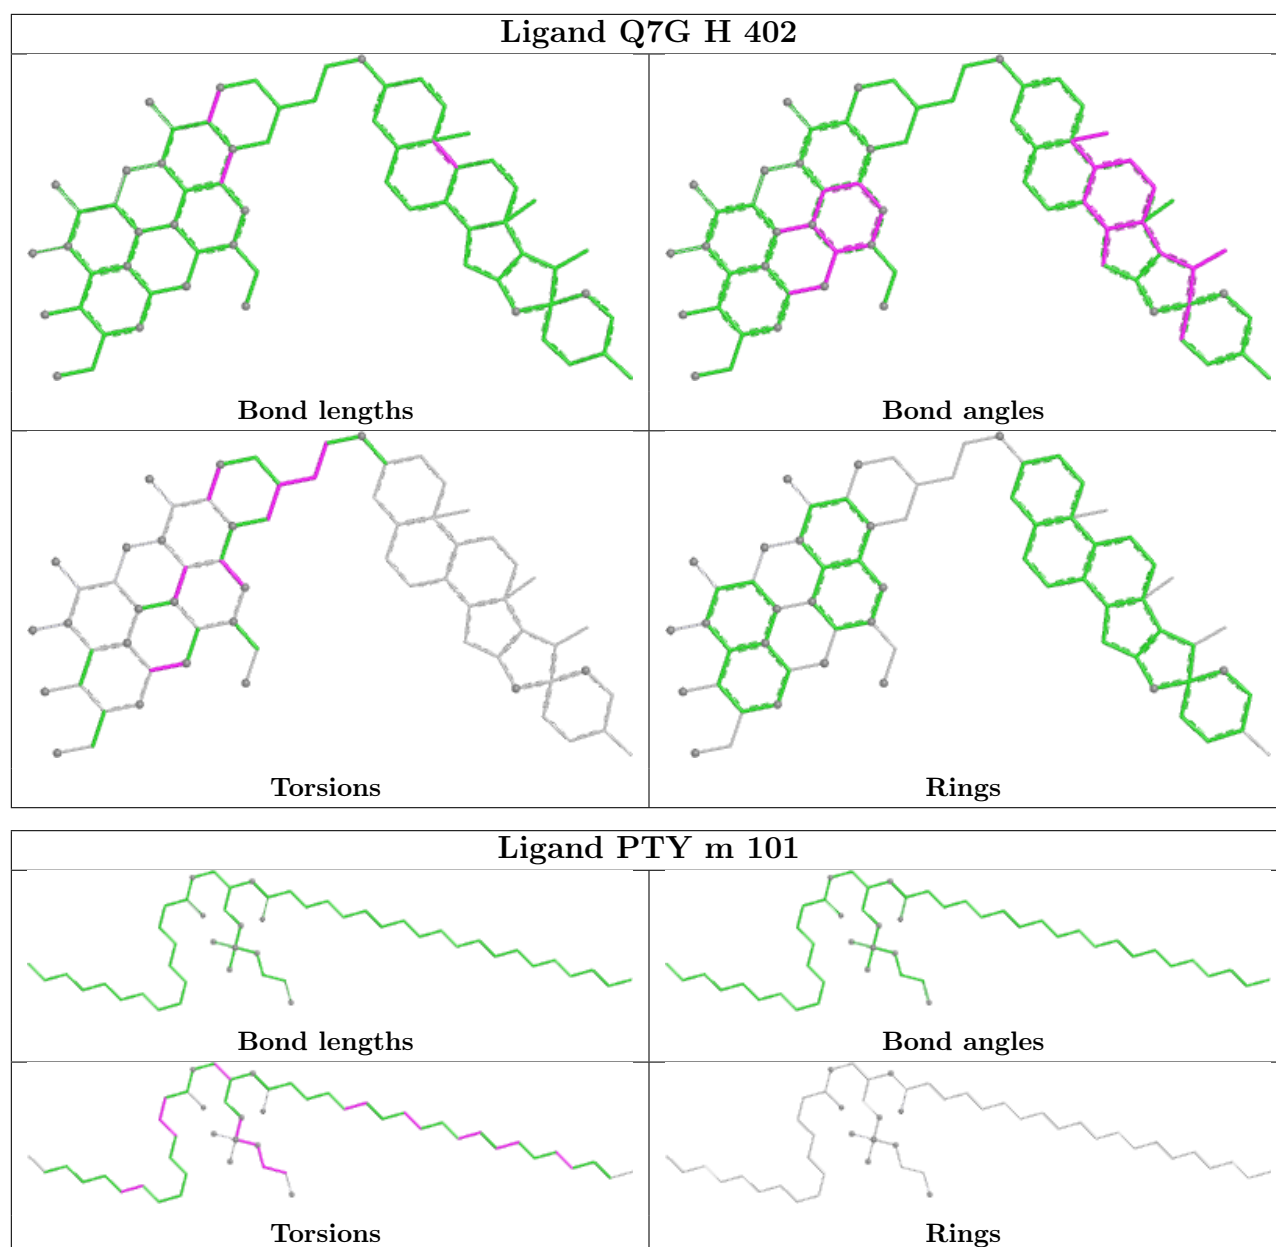 Ligand Q7G H 402
Bond lengths
Bond angles
Torsions
Rings
Ligand PTY m 101
Bond lengths
Bond angles
Torsions
Rings